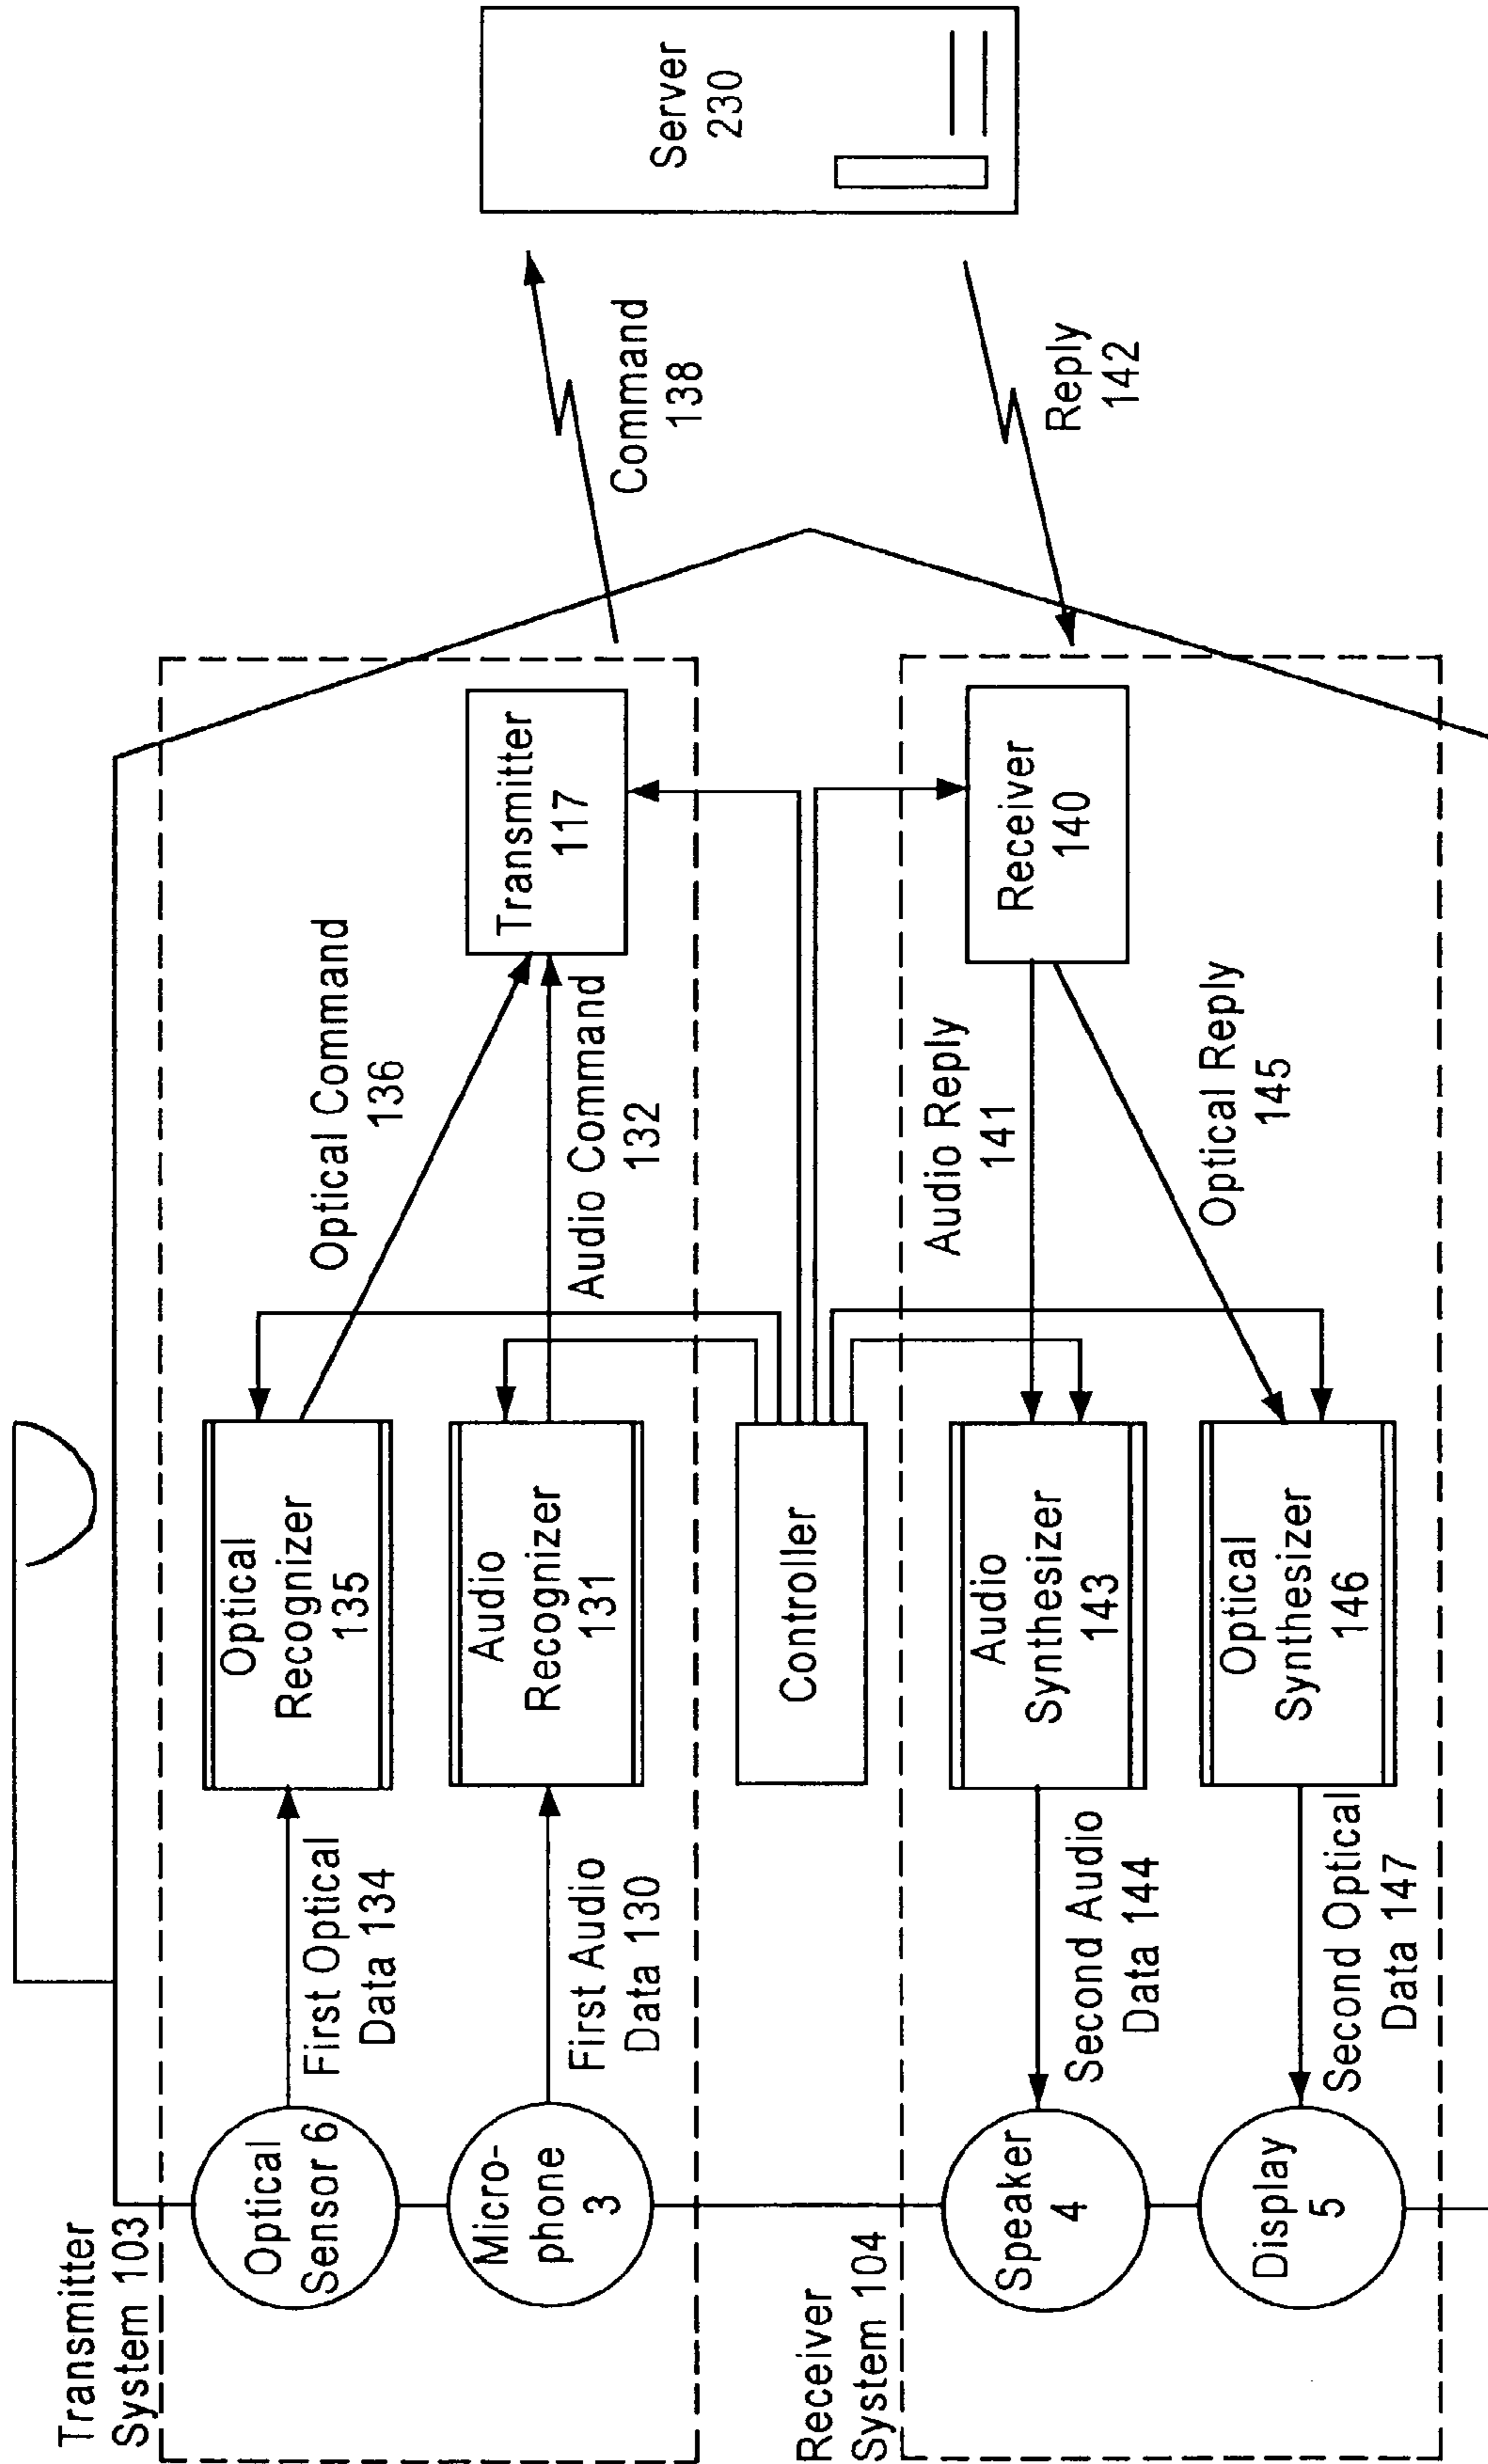 Transmitter
System 103
Optical
Sensor 6
First Optical
Data 134
Optical
Recognizer
135
Optical Command
136
Micro-
phone
3
First Audio
Data 130
Audio
Recognizer
131
Audio Command
132
Transmitter
117
Command
138
Server
230
Controller
Receiver
System 104
Speaker
4
Second Audio
Data 144
Audio
Synthesizer
143
Audio Reply
141
Receiver
140
Reply
142
Display
5
Second Optical
Data 147
Optical
Synthesizer
146
Optical Reply
145